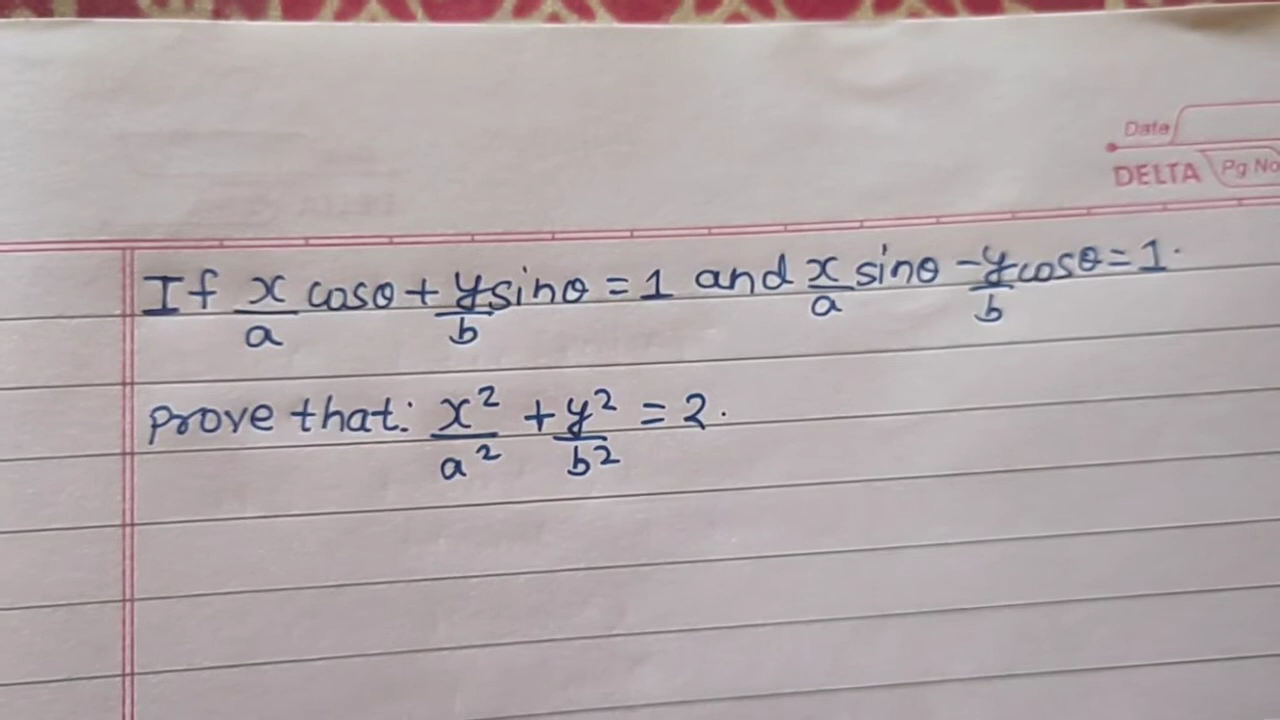 Date
DELTA Pg No
If x/a cosθ + y/b sinθ = 1 and x/a sinθ - y/b cosθ = 1.
prove that: x²/a² + y²/b² = 2.